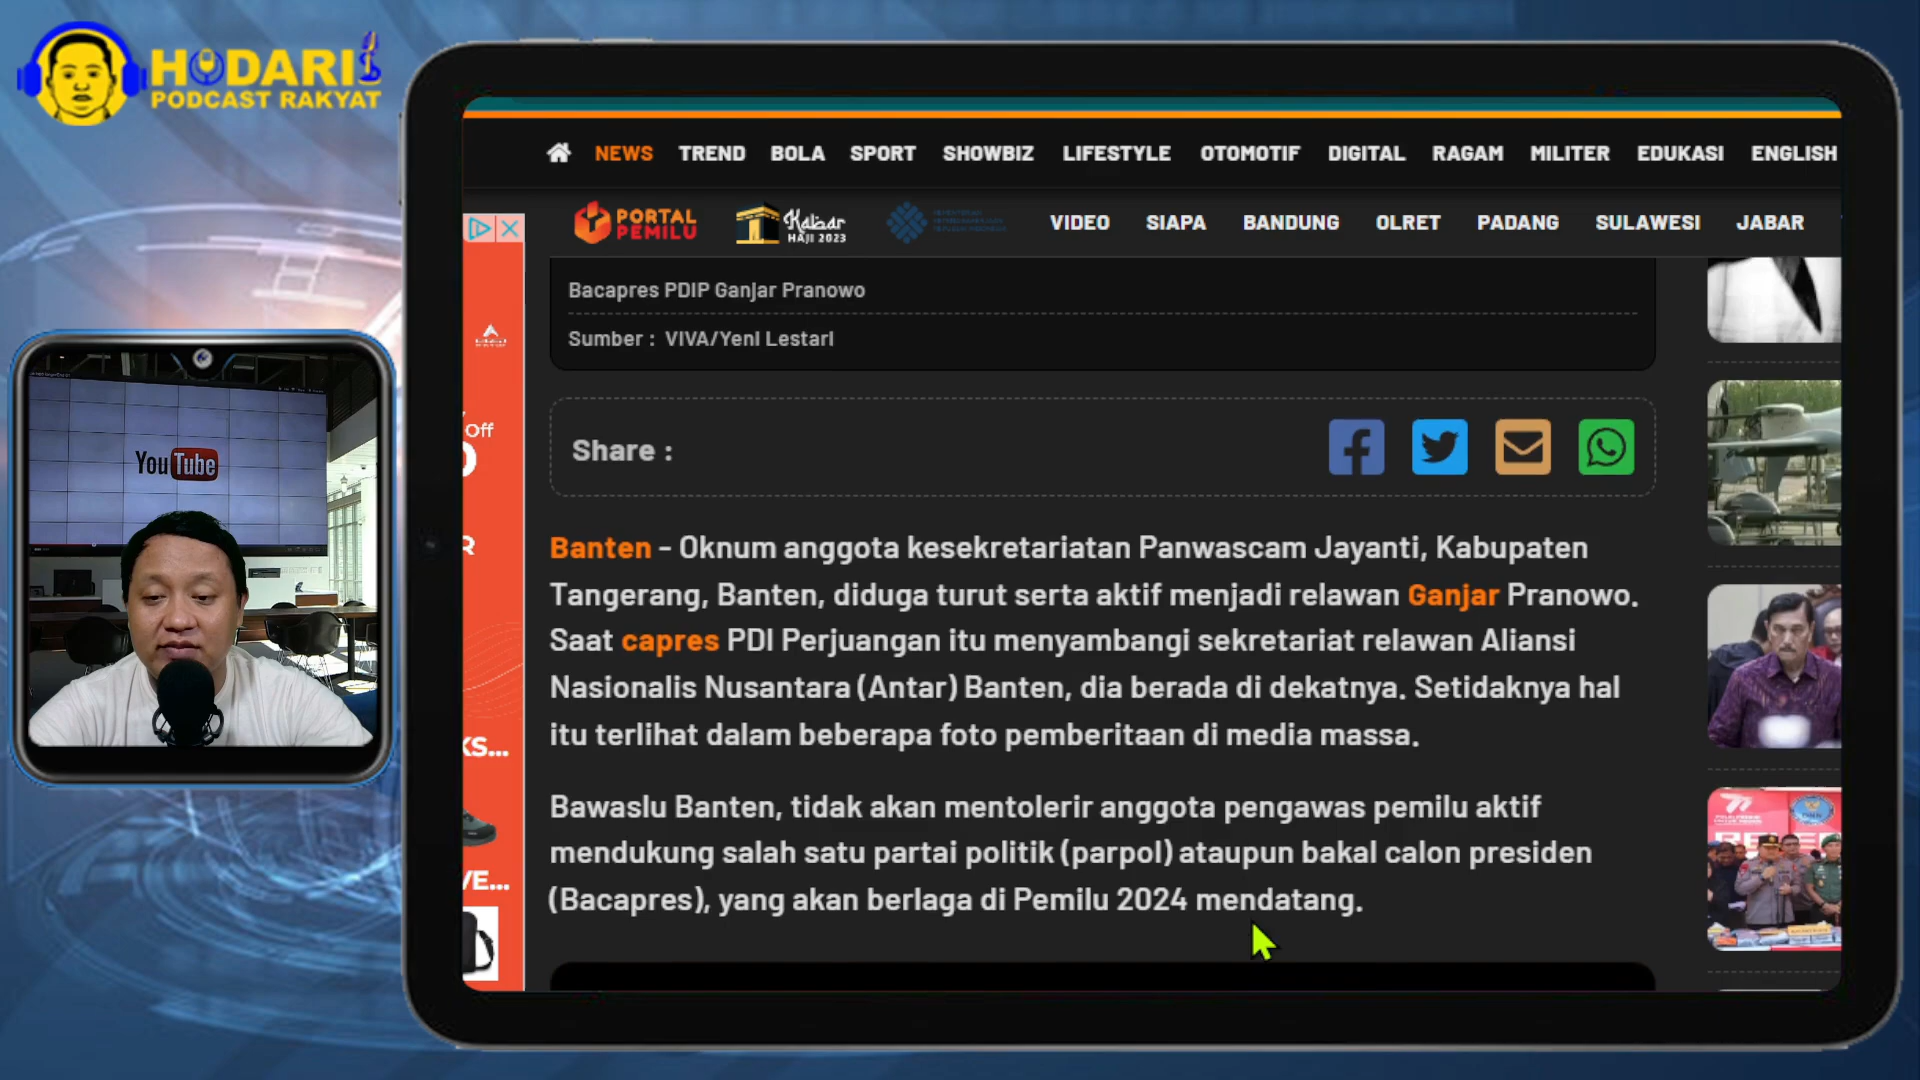 HODARI
PODCAST RAKYAT
NEWS TREND BOLA SPORT SHOWBIZ LIFESTYLE OTOMOTIF DIGITAL RAGAM MILITER EDUKASI ENGLISH
PORTAL PEMILU Kabar HAJI 2023 VIDEO SIAPA BANDUNG OLRET PADANG SULAWESI JABAR
Bacapres PDIP Ganjar Pranowo
Sumber : VIVA/Yeni Lestari
Off
Share :
YouTube
R
Banten - Oknum anggota kesekretariatan Panwascam Jayanti, Kabupaten
Tangerang, Banten, diduga turut serta aktif menjadi relawan Ganjar Pranowo.
Saat capres PDI Perjuangan itu menyambangi sekretariat relawan Aliansi
Nasionalis Nusantara (Antar) Banten, dia berada di dekatnya. Setidaknya hal
itu terlihat dalam beberapa foto pemberitaan di media massa.
KS...
Bawaslu Banten, tidak akan mentolerir anggota pengawas pemilu aktif
mendukung salah satu partai politik (parpol) ataupun bakal calon presiden
(Bacapres), yang akan berlaga di Pemilu 2024 mendatang.
VE...